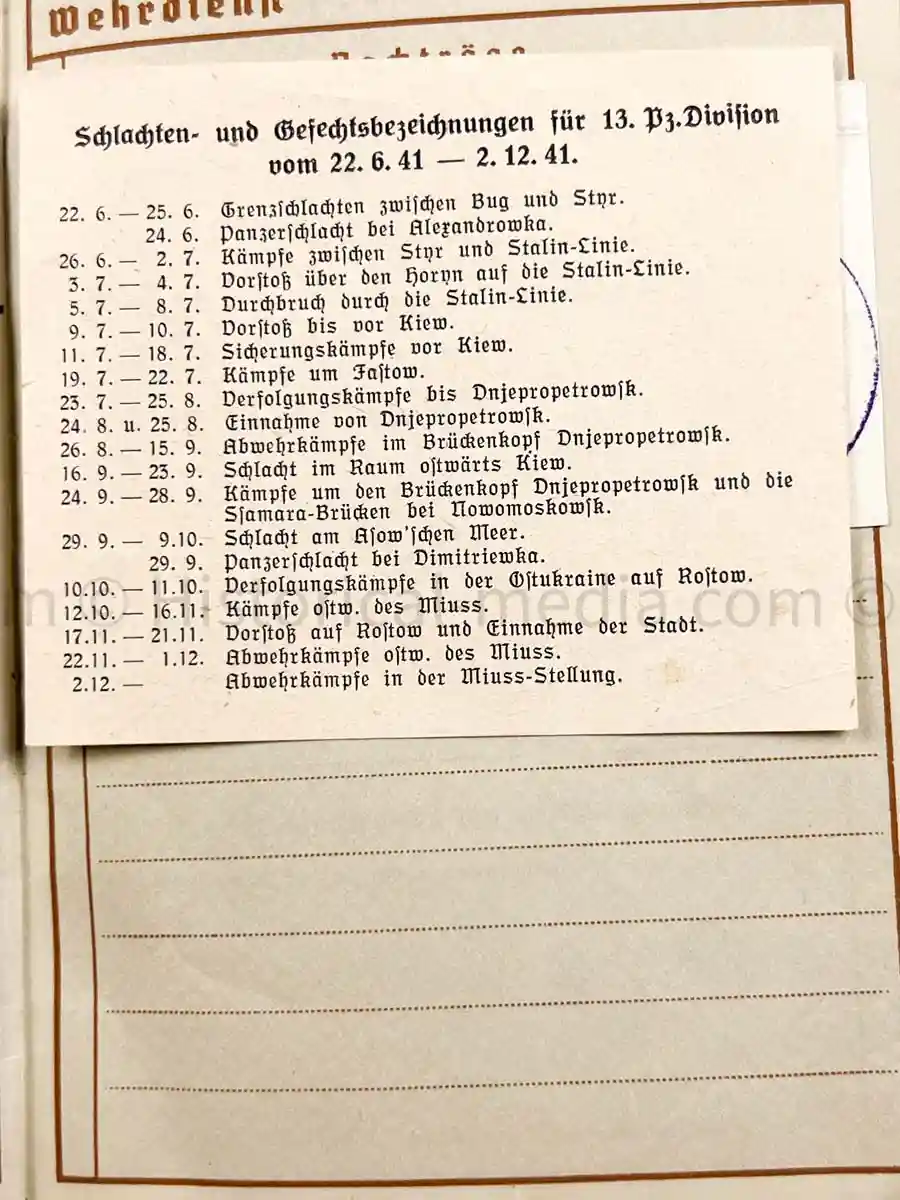 Wehrdienst
Nachträge
Schlachten- und Gefechtsbezeichnungen für 13. Pz.Division
vom 22. 6. 41 — 2. 12. 41.
22. 6. — 25. 6. Grenzschlachten zwischen Bug und Styr.
24. 6. Panzerschlacht bei Alexandrowka.
26. 6. — 2. 7. Kämpfe zwischen Styr und Stalin-Linie.
3. 7. — 4. 7. Vorstoß über den Horyn auf die Stalin-Linie.
5. 7. — 8. 7. Durchbruch durch die Stalin-Linie.
9. 7. — 10. 7. Vorstoß bis vor Kiew.
11. 7. — 18. 7. Sicherungskämpfe vor Kiew.
19. 7. — 22. 7. Kämpfe um Fastow.
23. 7. — 25. 8. Verfolgungskämpfe bis Dnjepropetrowsk.
24. 8. u. 25. 8. Einnahme von Dnjepropetrowsk.
26. 8. — 15. 9. Abwehrkämpfe im Brückenkopf Dnjepropetrowsk.
16. 9. — 23. 9. Schlacht im Raum ostwärts Kiew.
24. 9. — 28. 9. Kämpfe um den Brückenkopf Dnjepropetrowsk und die
Ssamara-Brücken bei Nowomoskowsk.
29. 9. — 9.10. Schlacht am Asow'schen Meer.
29. 9. Panzerschlacht bei Dimitriewka.
10.10. — 11.10. Verfolgungskämpfe in der Ostukraine auf Rostow.
12.10. — 16.11. Kämpfe ostw. des Miuss.
17.11. — 21.11. Vorstoß auf Rostow und Einnahme der Stadt.
22.11. — 1.12. Abwehrkämpfe ostw. des Miuss.
2.12. — Abwehrkämpfe in der Miuss-Stellung.
m © historical-media.com ©